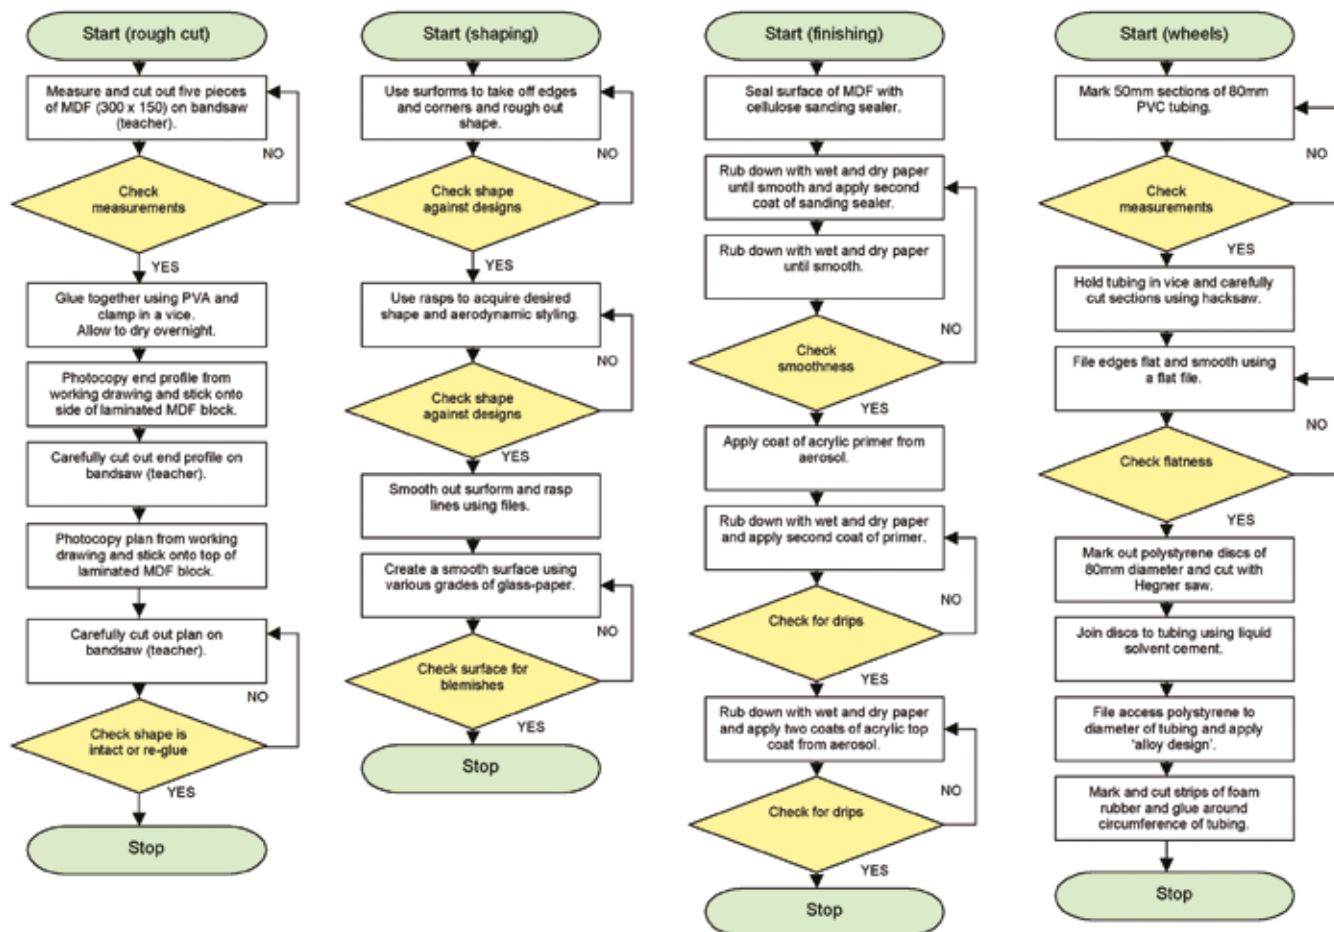 Start (rough cut)
Measure and cut out five pieces
of MDF (300 x 150) on bandsaw
(teacher).
NO
Check
measurements
YES
Glue together using PVA and
clamp in a vice.
Allow to dry overnight.
Photocopy end profile from
working drawing and stick onto
side of laminated MDF block.
Carefully cut out end profile on
bandsaw (teacher).
Photocopy plan from working
drawing and stick onto top of
laminated MDF block.
Carefully cut out plan on
bandsaw (teacher).
NO
Check shape is
intact or re-glue
YES
Stop
Start (shaping)
Use surforms to take off edges
and corners and rough out
shape.
NO
Check shape
against designs
YES
Use rasps to acquire desired
shape and aerodynamic styling.
NO
Check shape
against designs
YES
Smooth out surform and rasp
lines using files.
Create a smooth surface using
various grades of glass-paper.
NO
Check surface for
blemishes
YES
Stop
Start (finishing)
Seal surface of MDF with
cellulose sanding sealer.
Rub down with wet and dry paper
until smooth and apply second
coat of sanding sealer.
Rub down with wet and dry paper
until smooth.
NO
Check
smoothness
YES
Apply coat of acrylic primer from
aerosol.
Rub down with wet and dry paper
and apply second coat of primer.
NO
Check for drips
YES
Rub down with wet and dry paper
and apply two coats of acrylic top
coat from aerosol.
NO
Check for drips
YES
Stop
Start (wheels)
Mark 50mm sections of 80mm
PVC tubing.
NO
Check
measurements
YES
Hold tubing in vice and carefully
cut sections using hacksaw.
File edges flat and smooth using
a flat file.
NO
Check flatness
YES
Mark out polystyrene discs of
80mm diameter and cut with
Hegner saw.
Join discs to tubing using liquid
solvent cement.
File access polystyrene to
diameter of tubing and apply
'alloy design'.
Mark and cut strips of foam
rubber and glue around
circumference of tubing.
Stop